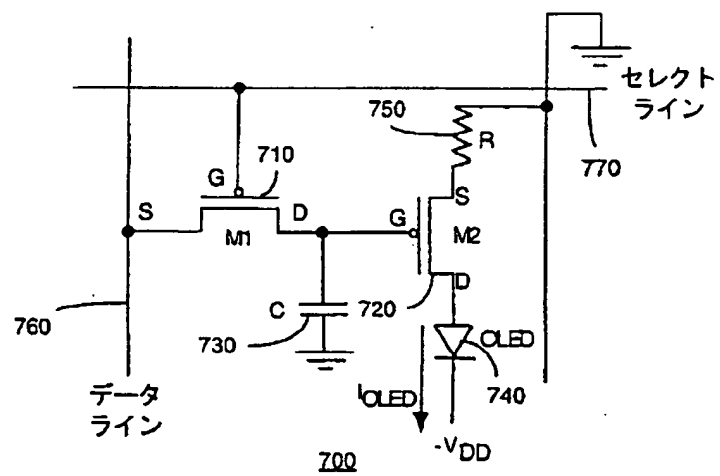 セレクト
ライン
750
R
770
710
G
S
D
M1
G
S
M2
D
C
720
730
760
OLED
740
IOLED
データ
ライン
-VDD
700